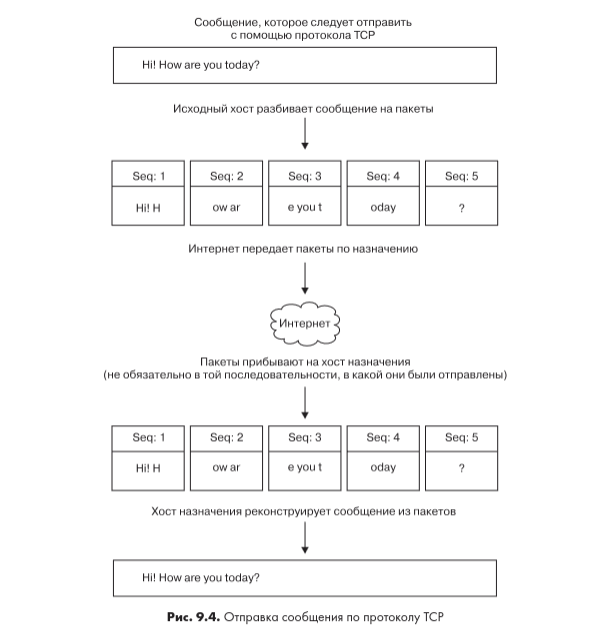 Сообщение, которое следует отправить
с помощью протокола TCP
Hi! How are you today?
Исходный хост разбивает сообщение на пакеты
Seq: 1 Seq: 2 Seq: 3 Seq: 4 Seq: 5
Hi! H ow ar e you t oday ?
Интернет передает пакеты по назначению
Интернет
Пакеты прибывают на хост назначения
(не обязательно в той последовательности, в какой они были отправлены)
Seq: 1 Seq: 2 Seq: 3 Seq: 4 Seq: 5
Hi! H ow ar e you t oday ?
Хост назначения реконструирует сообщение из пакетов
Hi! How are you today?
Рис. 9.4. Отправка сообщения по протоколу TCP